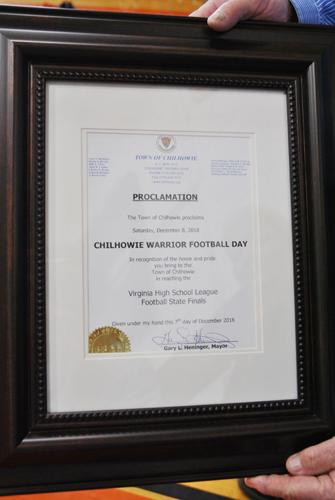 TOWN OF CHILHOWIE
PROCLAMATION
The Town of Chilhowie proclaims
Saturday, December 8, 2018
CHILHOWIE WARRIOR FOOTBALL DAY
In recognition of the honor and pride
you bring to the
Town of Chilhowie
in reaching the
Virginia High School League
Football State Finals
Given under my hand this 7th day of December 2018
Gary L. Heninger, Mayor